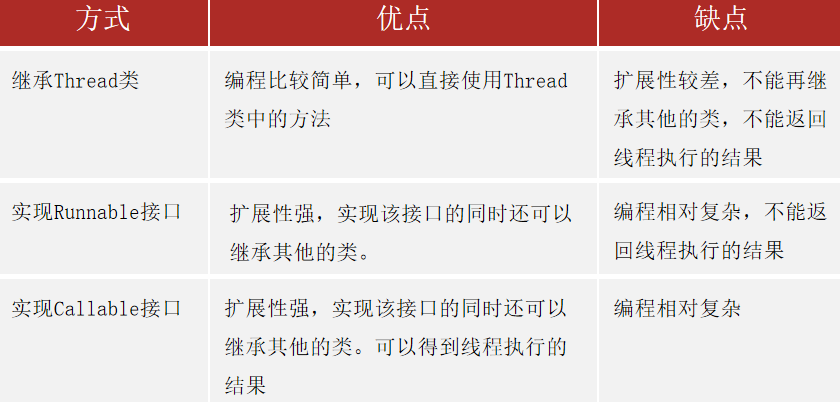 方式 优点 缺点
继承Thread类
编程比较简单，可以直接使用Thread
类中的方法
扩展性较差，不能再继
承其他的类，不能返回
线程执行的结果
实现Runnable接口
扩展性强，实现该接口的同时还可以
继承其他的类。
编程相对复杂，不能返
回线程执行的结果
实现Callable接口
扩展性强，实现该接口的同时还可以
继承其他的类。可以得到线程执行的
结果
编程相对复杂